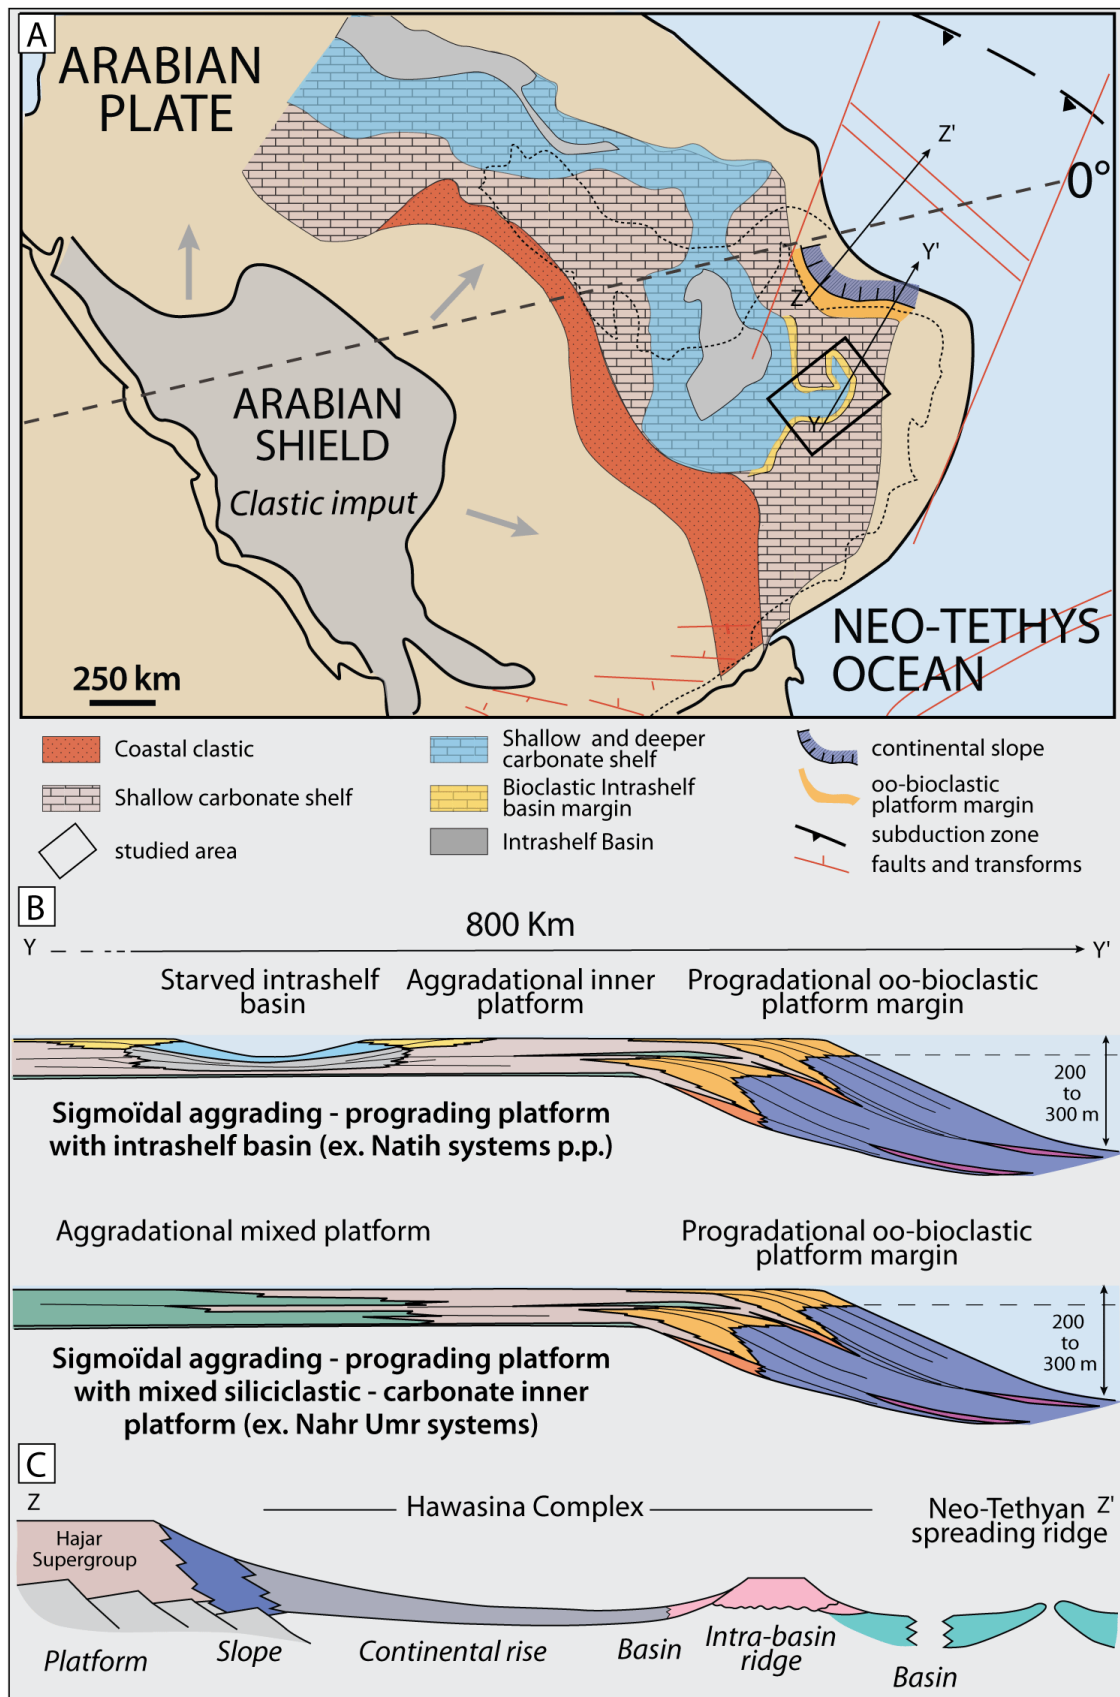 A
ARABIAN
PLATE
Z'
0°
Y'
Z
ARABIAN
SHIELD
Clastic imput
Y
250 km
NEO-TETHYS
OCEAN
Coastal clastic
Shallow and deeper
carbonate shelf
continental slope
Shallow carbonate shelf
Bioclastic Intrashelf
basin margin
oo-bioclastic
platform margin
studied area
Intrashelf Basin
subduction zone
faults and transforms
B
800 Km
Y
Y'
Starved intrashelf
basin
Aggradational inner
platform
Progradational oo-bioclastic
platform margin
200
to
300 m
Sigmoïdal aggrading - prograding platform
with intrashelf basin (ex. Natih systems p.p.)
Aggradational mixed platform
Progradational oo-bioclastic
platform margin
200
to
300 m
Sigmoïdal aggrading - prograding platform
with mixed siliciclastic - carbonate inner
platform (ex. Nahr Umr systems)
C
Z
Hawasina Complex
Neo-Tethyan
spreading ridge
Z'
Hajar
Supergroup
Platform
Slope
Continental rise
Basin
Intra-basin
ridge
Basin